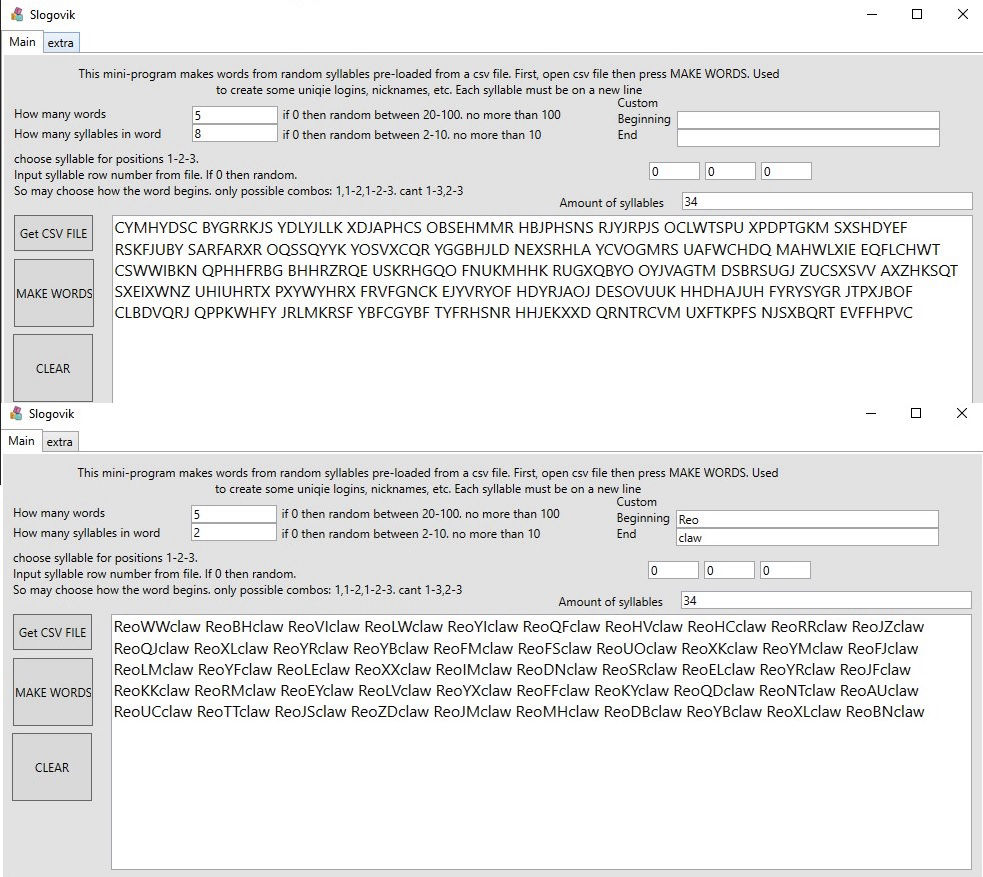 Slogovik
Main extra
This mini-program makes words from random syllables pre-loaded from a csv file. First, open csv file then press MAKE WORDS. Used
to create some uniqie logins, nicknames, etc. Each syllable must be on a new line
Custom
How many words 5 if 0 then random between 20-100. no more than 100 Beginning
How many syllables in word 8 if 0 then random between 2-10. no more than 10 End
choose syllable for positions 1-2-3.
Input syllable row number from file. If 0 then random. 0 0 0
So may choose how the word begins. only possible combos: 1,1-2,1-2-3. cant 1-3,2-3
Amount of syllables 34
Get CSV FILE
MAKE WORDS
CLEAR
CYMHYDSC BYGRRKJS YDLYJLLK XDJAPHCS OBSEHMMR HBJPHSNS RJYJRPJS OCLWTSPU XPDPTGKM SXSHDYEF
RSKFJUBY SARFARXR OQSSQYYK YOSVXCQR YGGBHJLD NEXSRHLA YCVOGMRS UAFWCHDQ MAHWLXIE EQFLCHWT
CSWWIBKN QPHHFRBG BHHRZRQE USKRHGQO FNUKMHHK RUGXQBYO OYJVAGTM DSBRSUGJ ZUCSXSVV AXZHKSQT
SXEIXWNZ UHIUHRTX PXYWYHRX FRVFGNCK EJYVRYOF HDYRJAOJ DESOVUUK HHDHAJUH FYRYSYGR JTPXJBOF
CLBDVQRJ QPPKWHFY JRLMKRSF YBFCGYBF TYFRHSNR HHJEKXXD QRNTRCVM UXFTKPFS NJSXBQRT EVFFHPVC
Slogovik
Main extra
This mini-program makes words from random syllables pre-loaded from a csv file. First, open csv file then press MAKE WORDS. Used
to create some uniqie logins, nicknames, etc. Each syllable must be on a new line
Custom
How many words 5 if 0 then random between 20-100. no more than 100 Beginning Reo
How many syllables in word 2 if 0 then random between 2-10. no more than 10 End claw
choose syllable for positions 1-2-3.
Input syllable row number from file. If 0 then random. 0 0 0
So may choose how the word begins. only possible combos: 1,1-2,1-2-3. cant 1-3,2-3
Amount of syllables 34
Get CSV FILE
MAKE WORDS
CLEAR
ReoWWclaw ReoBHclaw ReoVIclaw ReoLWclaw ReoYIclaw ReoQFclaw ReoHVclaw ReoHCclaw ReoRRclaw ReoJZclaw
ReoQJclaw ReoXLclaw ReoYRclaw ReoYBclaw ReoFMclaw ReoFSclaw ReoUOclaw ReoXKclaw ReoYMclaw ReoFJclaw
ReoLMclaw ReoYFclaw ReoLEclaw ReoXXclaw ReoIMclaw ReoDNclaw ReoSRclaw ReoELclaw ReoYRclaw ReoJFclaw
ReoKKclaw ReoRMclaw ReoEYclaw ReoLVclaw ReoYXclaw ReoFFclaw ReoKYclaw ReoQDclaw ReoNTclaw ReoAUclaw
ReoUCclaw ReoTTclaw ReoJSclaw ReoZDclaw ReoJMclaw ReoMHclaw ReoDBclaw ReoYBclaw ReoXLclaw ReoBNclaw